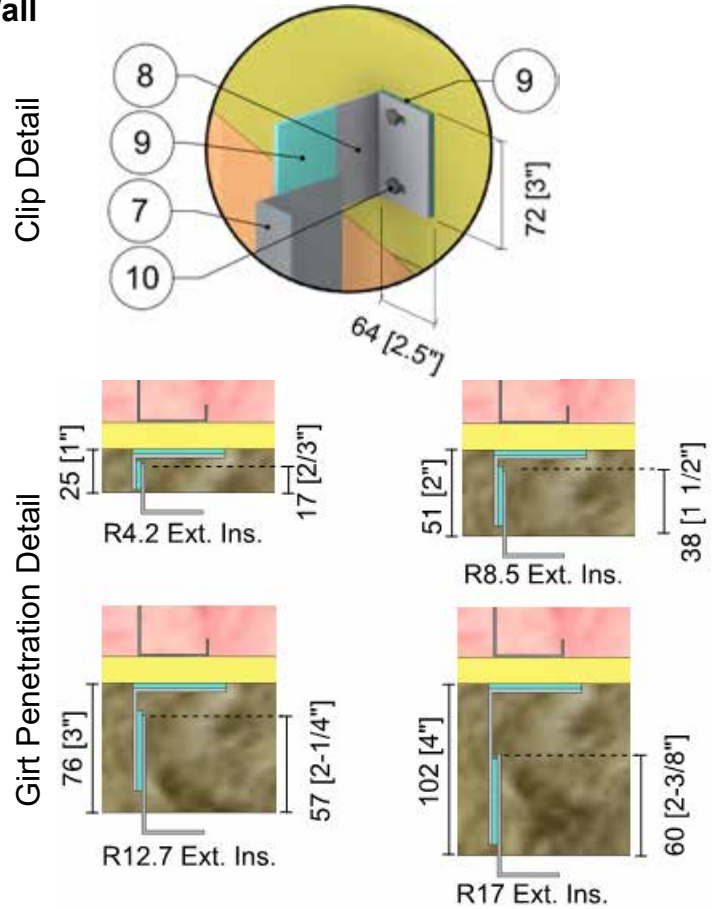 all
Clip Detail
8
9
9
7
10
72 [3"]
64 [2.5"]
Girt Penetration Detail
25 [1"]
17 [2/3"]
R4.2 Ext. Ins.
51 [2"]
38 [1 1/2"]
R8.5 Ext. Ins.
76 [3"]
57 [2-1/4"]
R12.7 Ext. Ins.
102 [4"]
60 [2-3/8"]
R17 Ext. Ins.